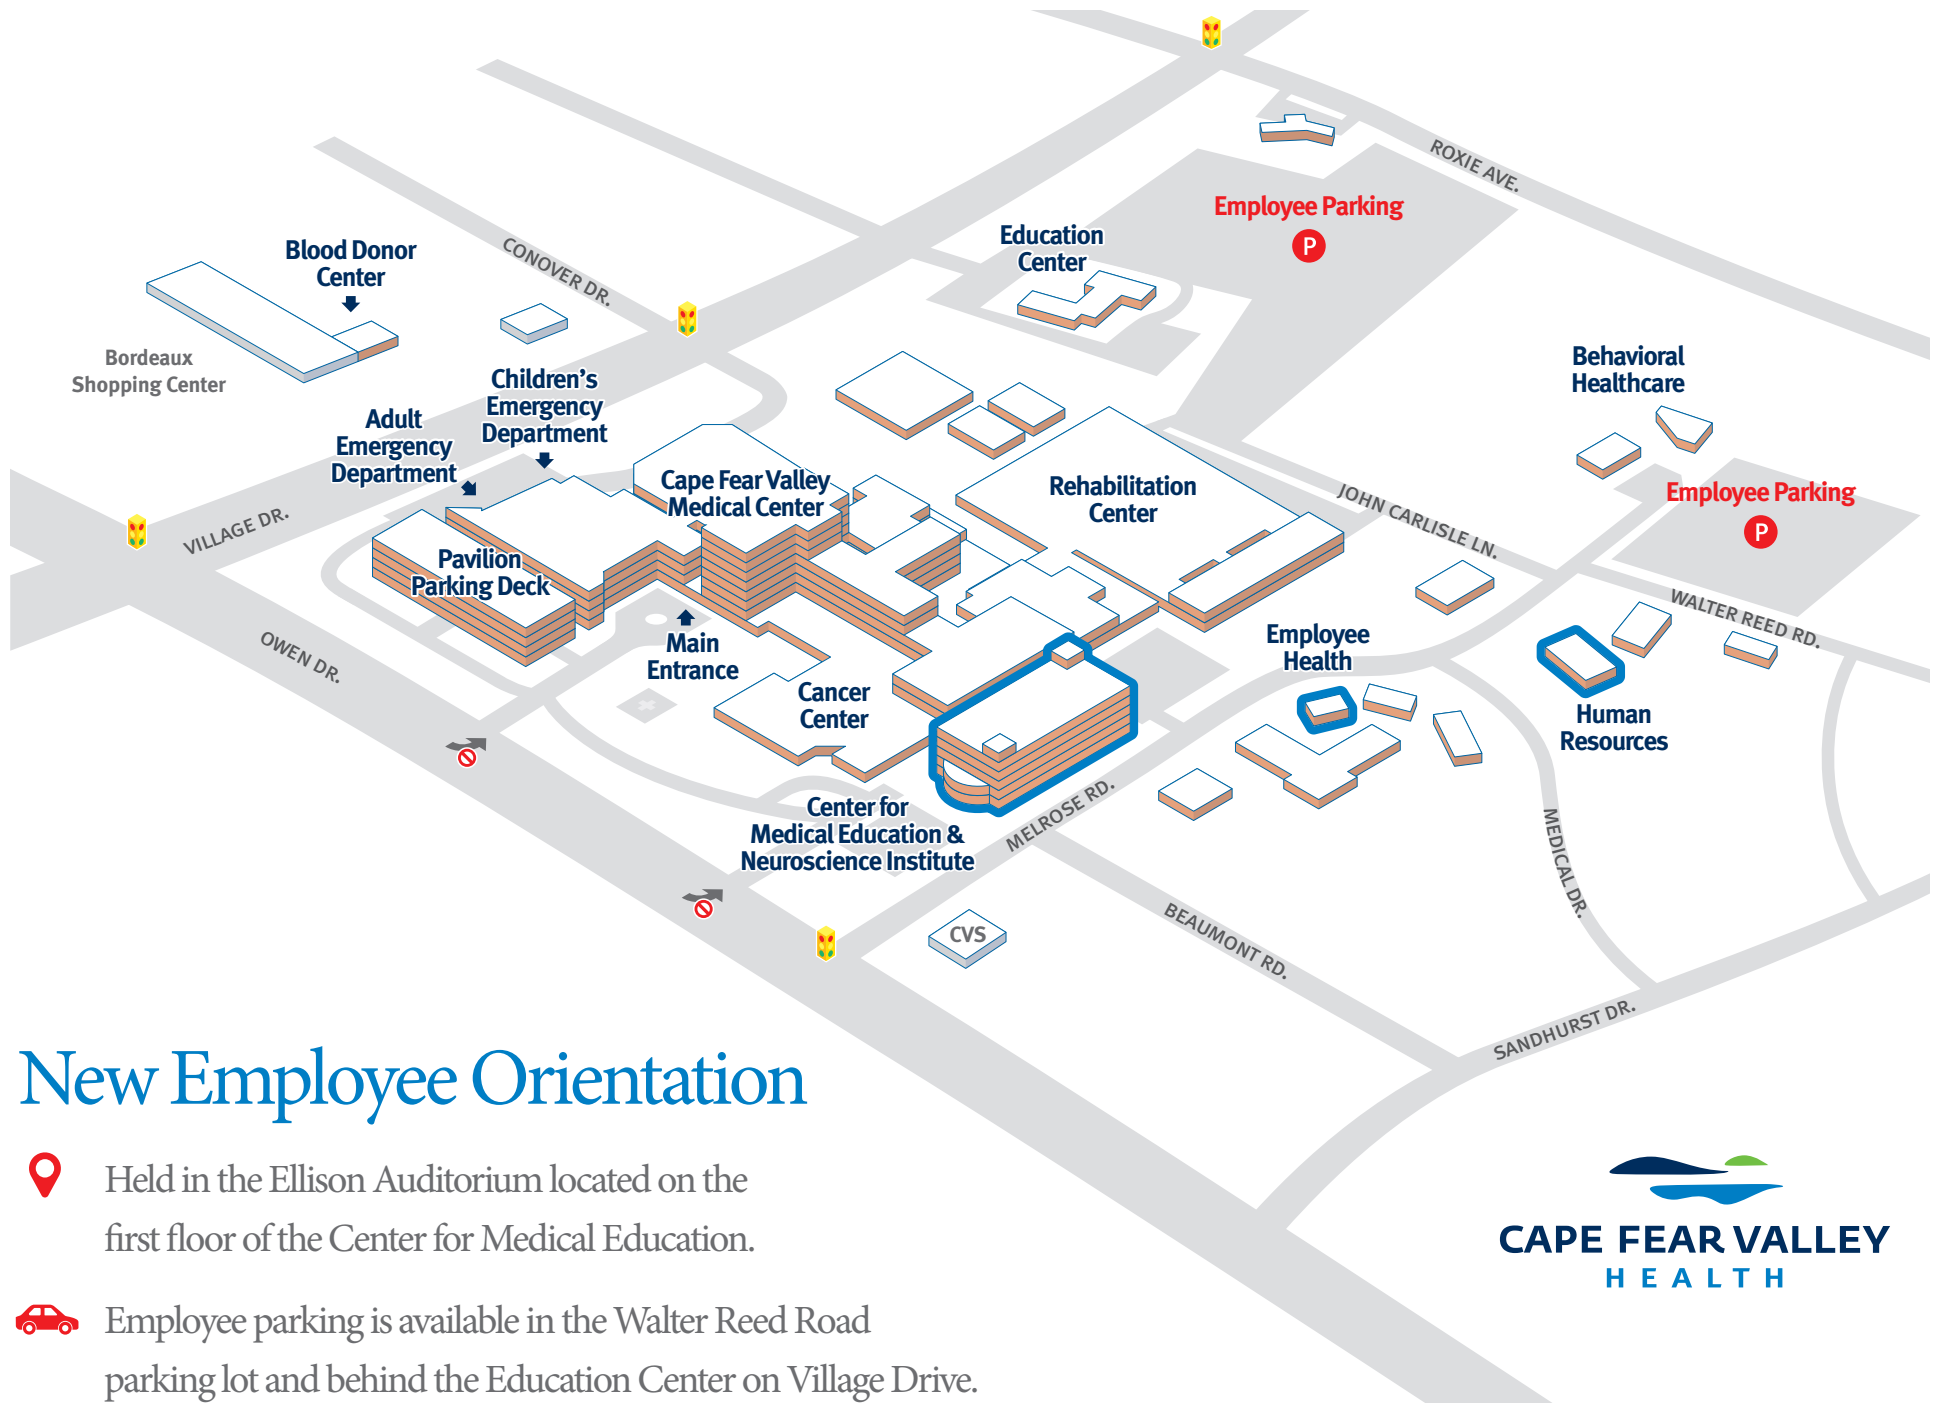 ROXIE AVE.
Employee Parking
P
Education
Center
Blood Donor
Center
CONOVER DR.
Bordeaux
Shopping Center
Behavioral
Healthcare
Children’s
Emergency
Department
Adult
Emergency
Department
Cape Fear Valley
Medical Center
Rehabilitation
Center
Employee Parking
P
JOHN CARLISLE LN.
VILLAGE DR.
Pavilion
Parking Deck
WALTER REED RD.
OWEN DR.
Main
Entrance
Employee
Health
Cancer
Center
Human
Resources
Center for
Medical Education &
Neuroscience Institute
MELROSE RD.
MEDICAL DR.
CVS
BEAUMONT RD.
SANDHURST DR.
New Employee Orientation
Held in the Ellison Auditorium located on the
first floor of the Center for Medical Education.
Employee parking is available in the Walter Reed Road
parking lot and behind the Education Center on Village Drive.
CAPE FEAR VALLEY
HEALTH